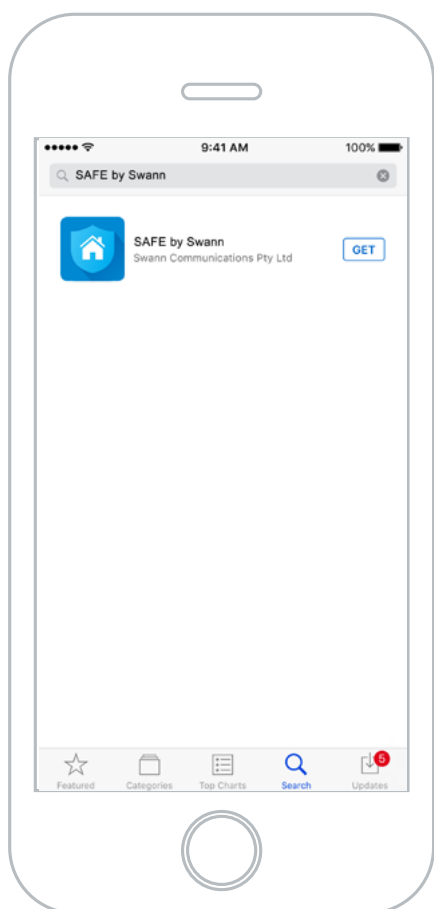 9:41 AM 100%
SAFE by Swann
SAFE by Swann
Swann Communications Pty Ltd
GET
5
Featured Categories Top Charts Search Updates